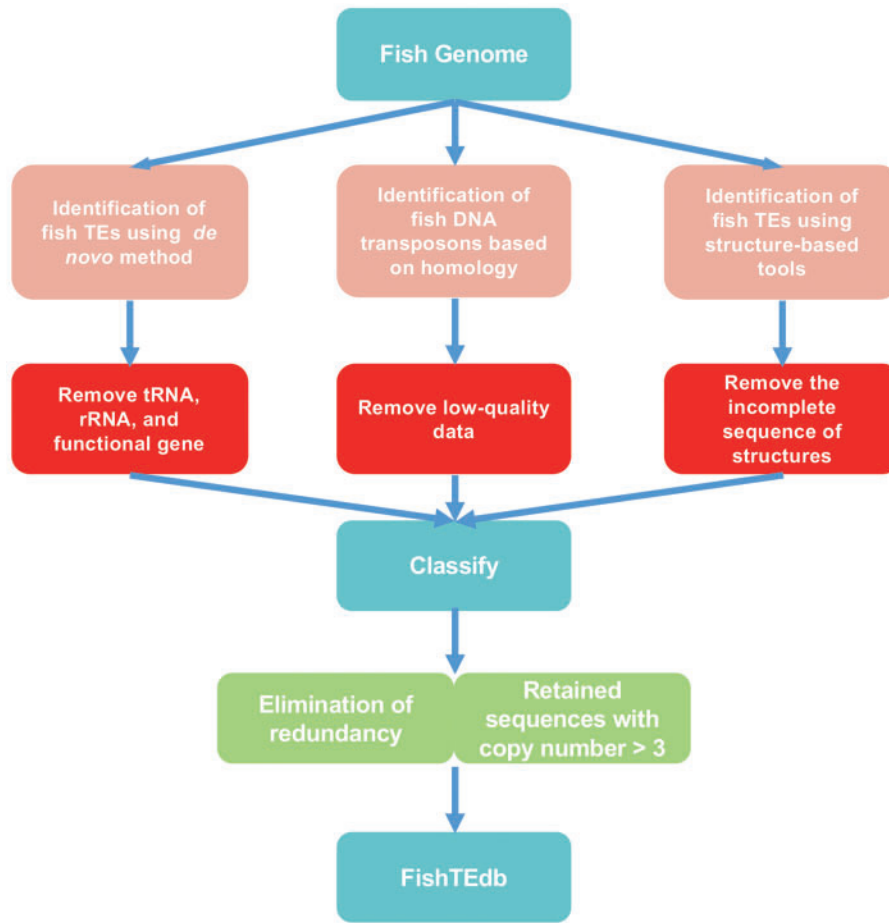 Fish Genome
Identification of
fish TEs using de
novo method
Identification of
fish DNA
transposons based
on homology
Identification of
fish TEs using
structure-based
tools
Remove tRNA,
rRNA, and
functional gene
Remove low-quality
data
Remove the
incomplete
sequence of
structures
Classify
Elimination of
redundancy
Retained
sequences with
copy number > 3
FishTEdb